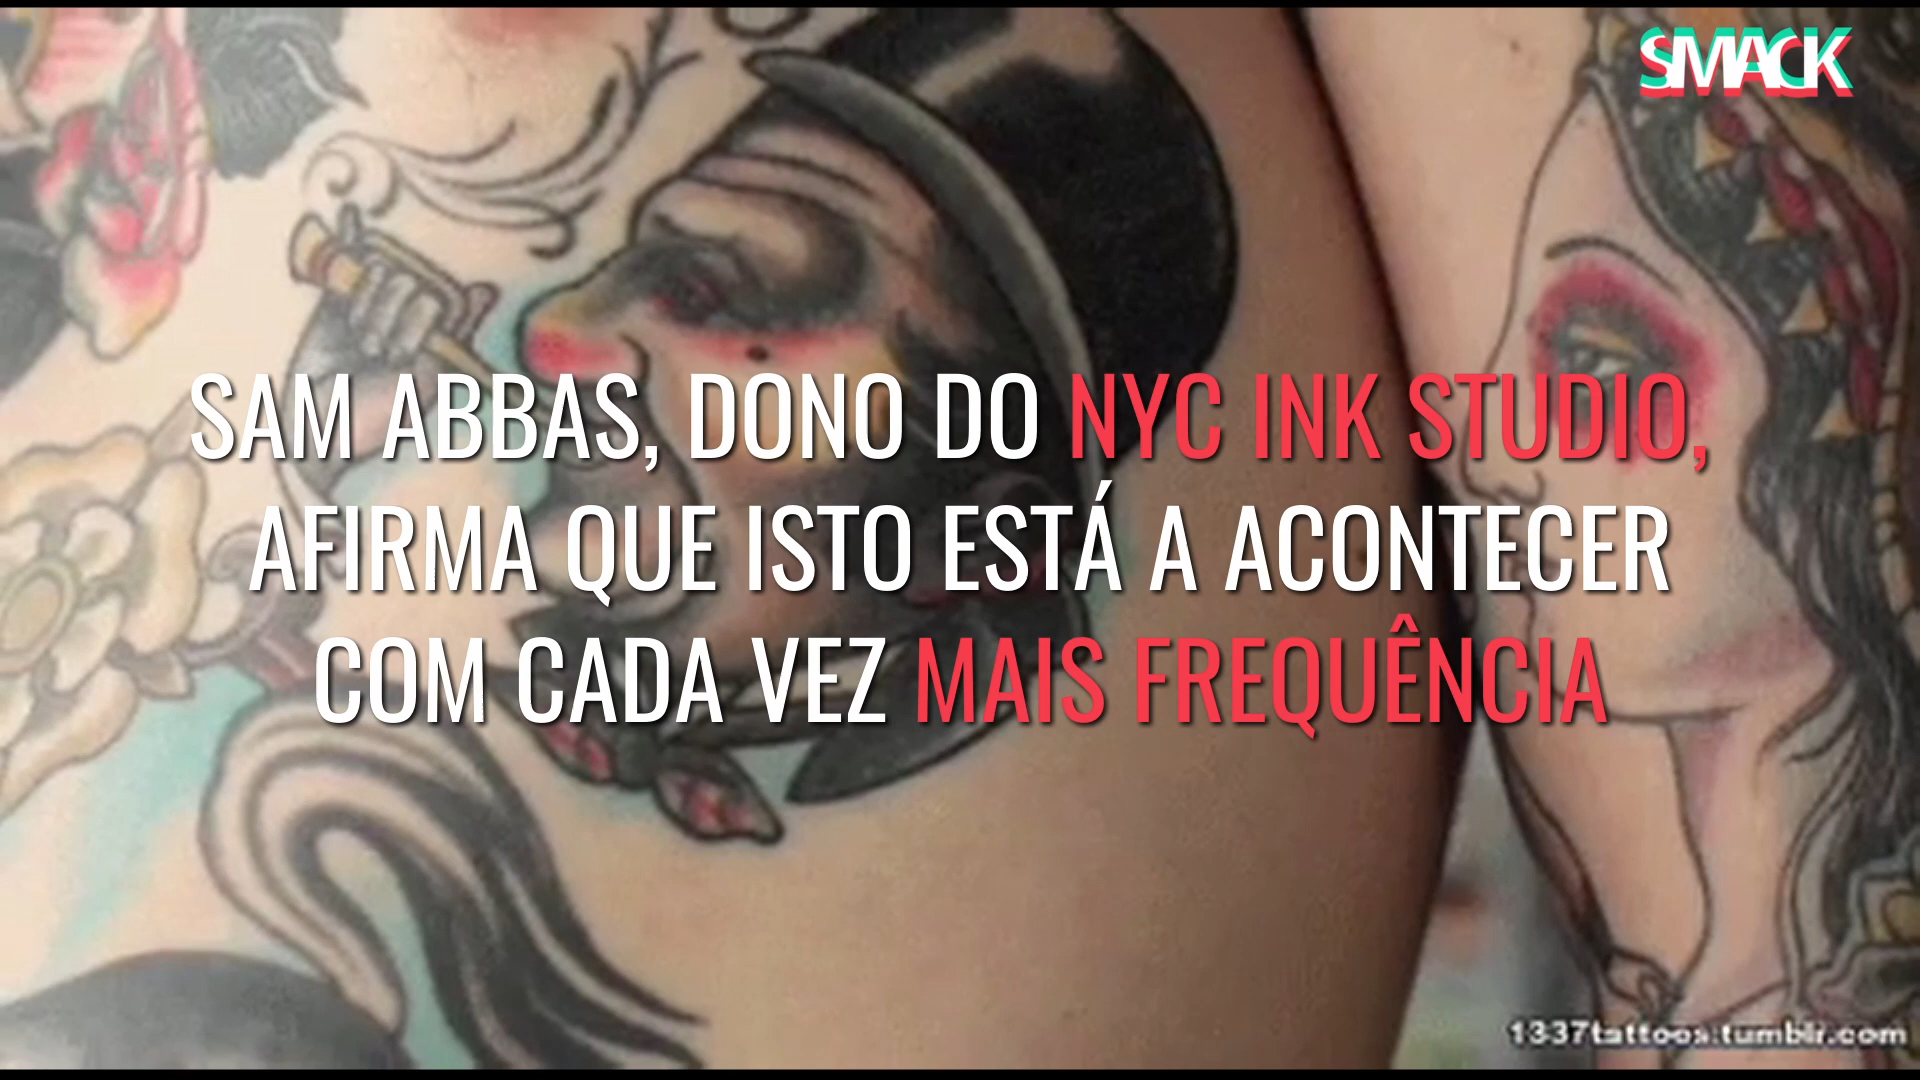 SMACK
SAM ABBAS, DONO DO NYC INK STUDIO,
AFIRMA QUE ISTO ESTÁ A ACONTECER
COM CADA VEZ MAIS FREQUÊNCIA
1337tattoos.tumblr.com